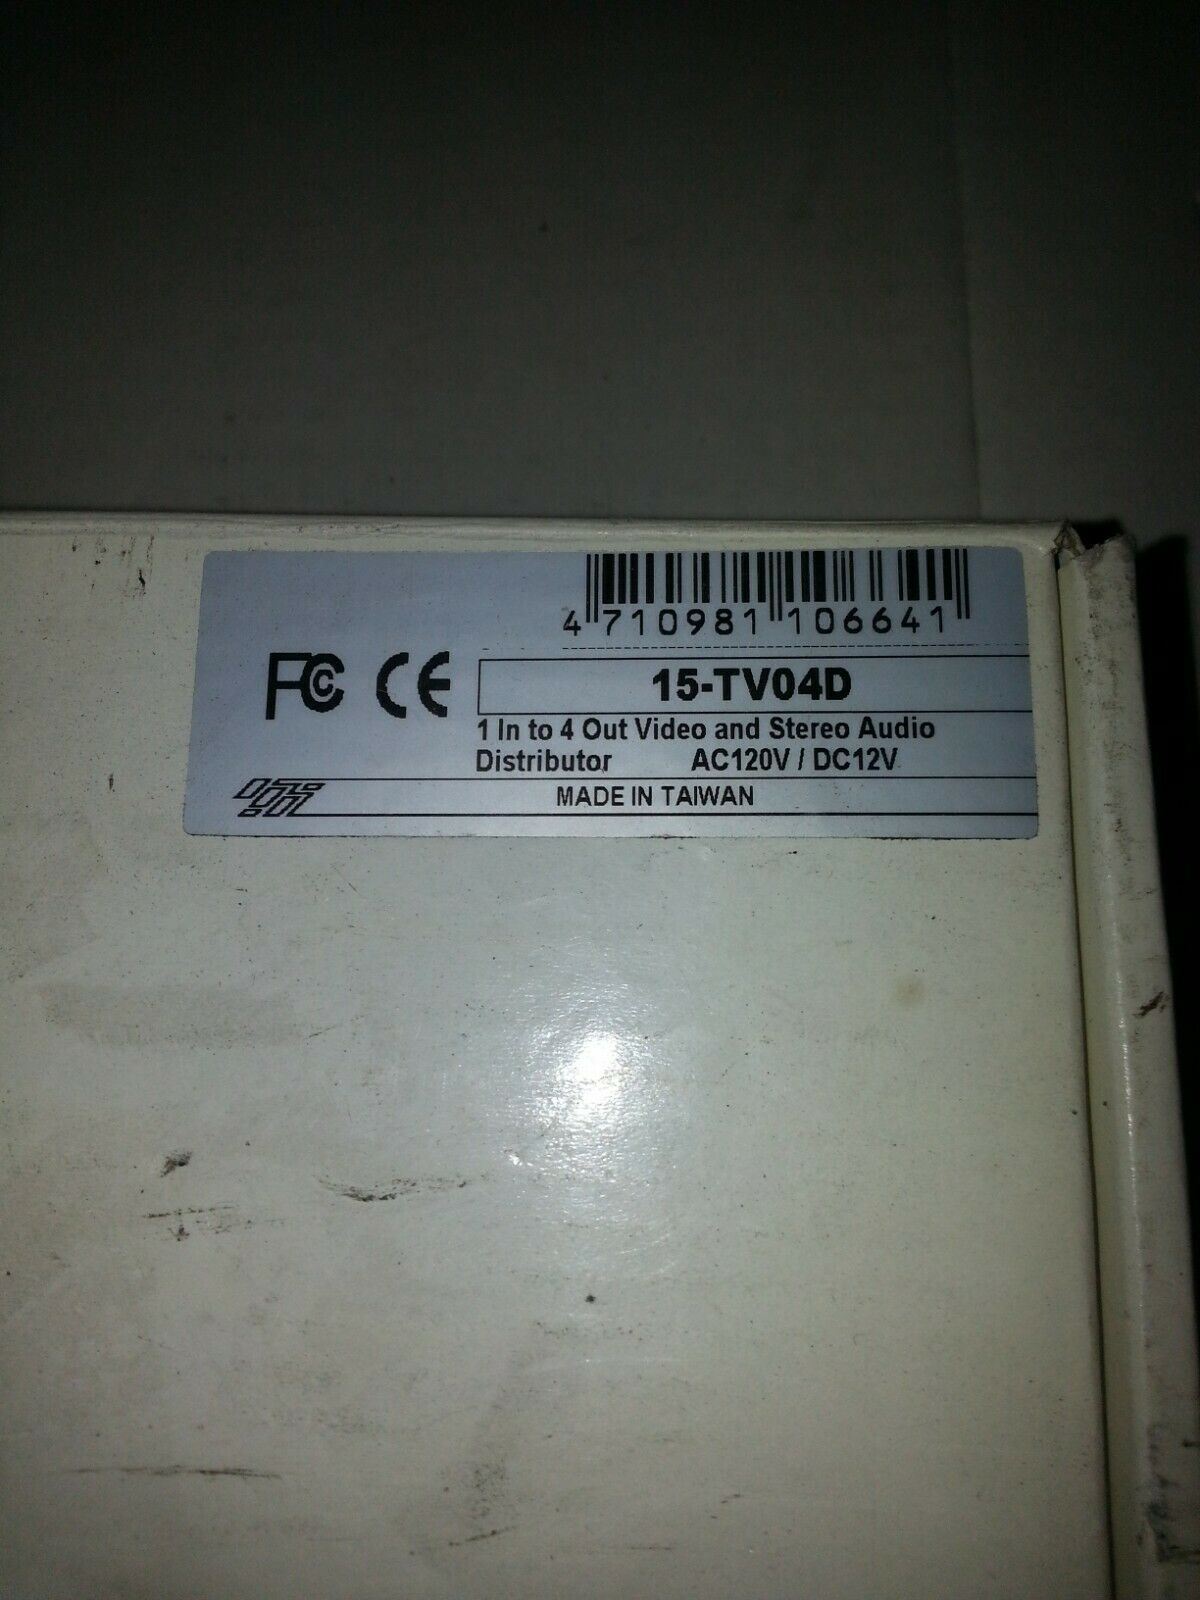 4 710981 106641
FC CE
15-TV04D
1 In to 4 Out Video and Stereo Audio
Distributor AC120V / DC12V
MADE IN TAIWAN